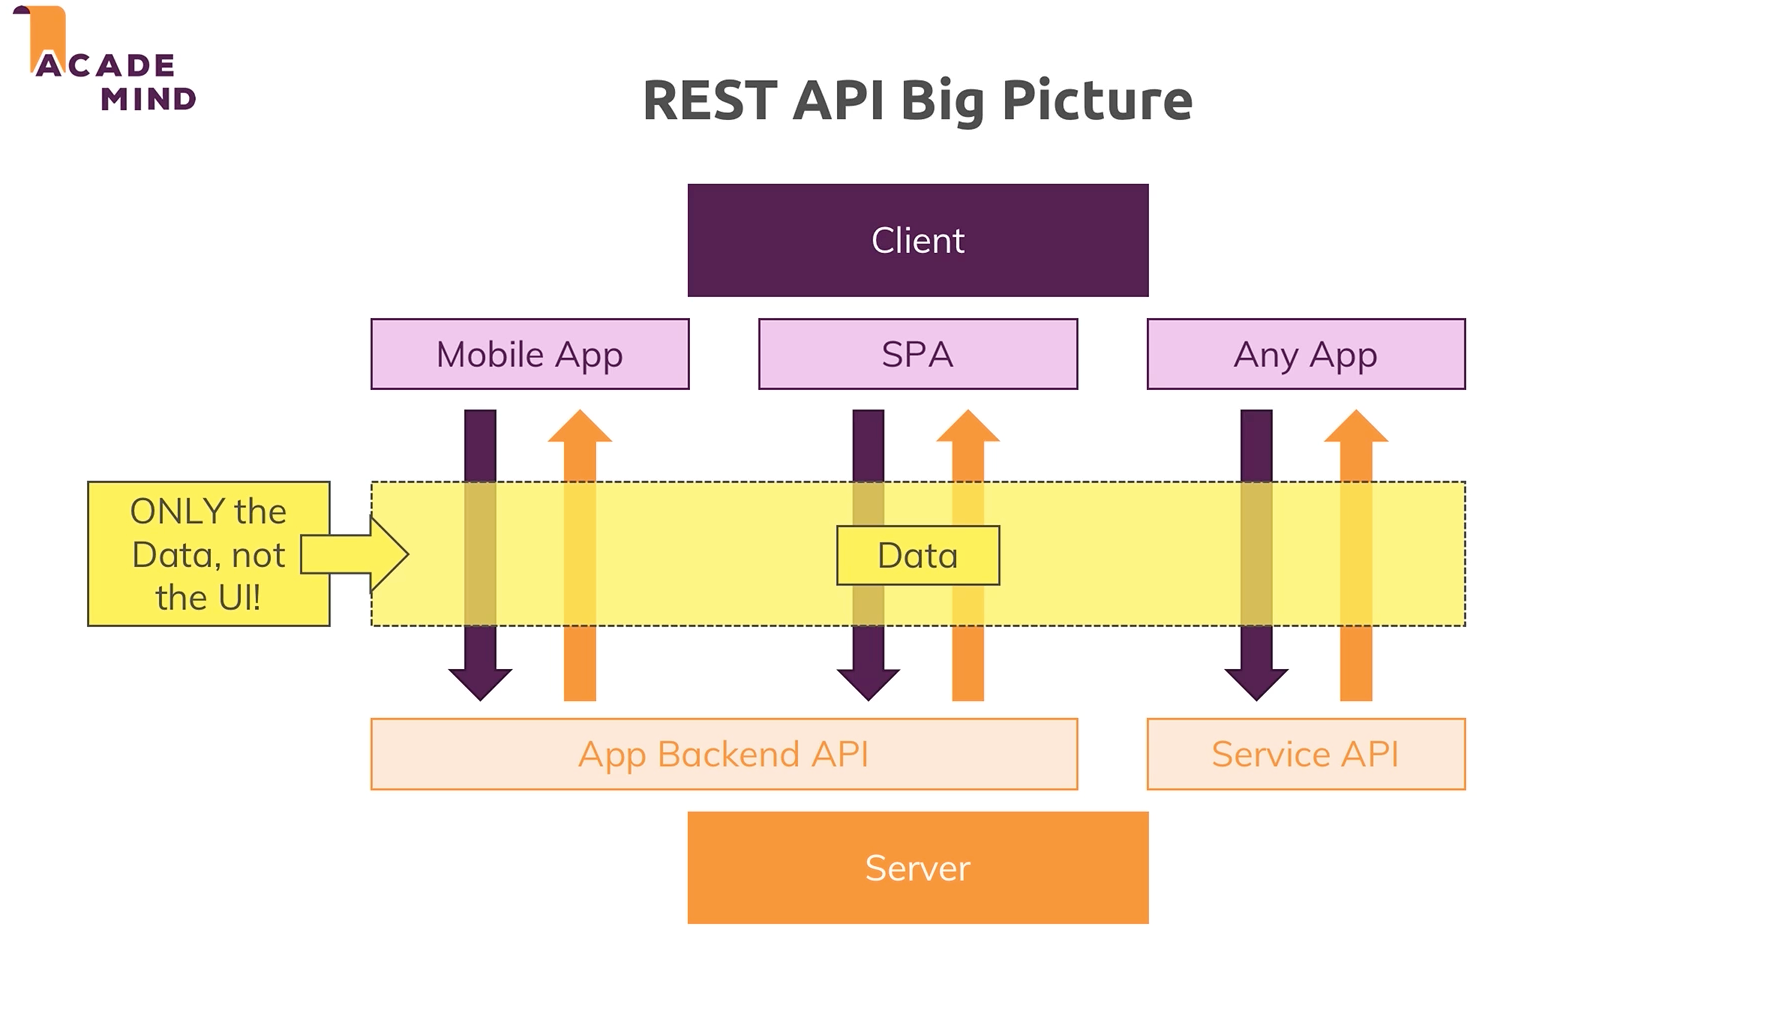 ACADE
MIND
REST API Big Picture
Client
Mobile App
SPA
Any App
ONLY the
Data, not
the UI!
Data
App Backend API
Service API
Server